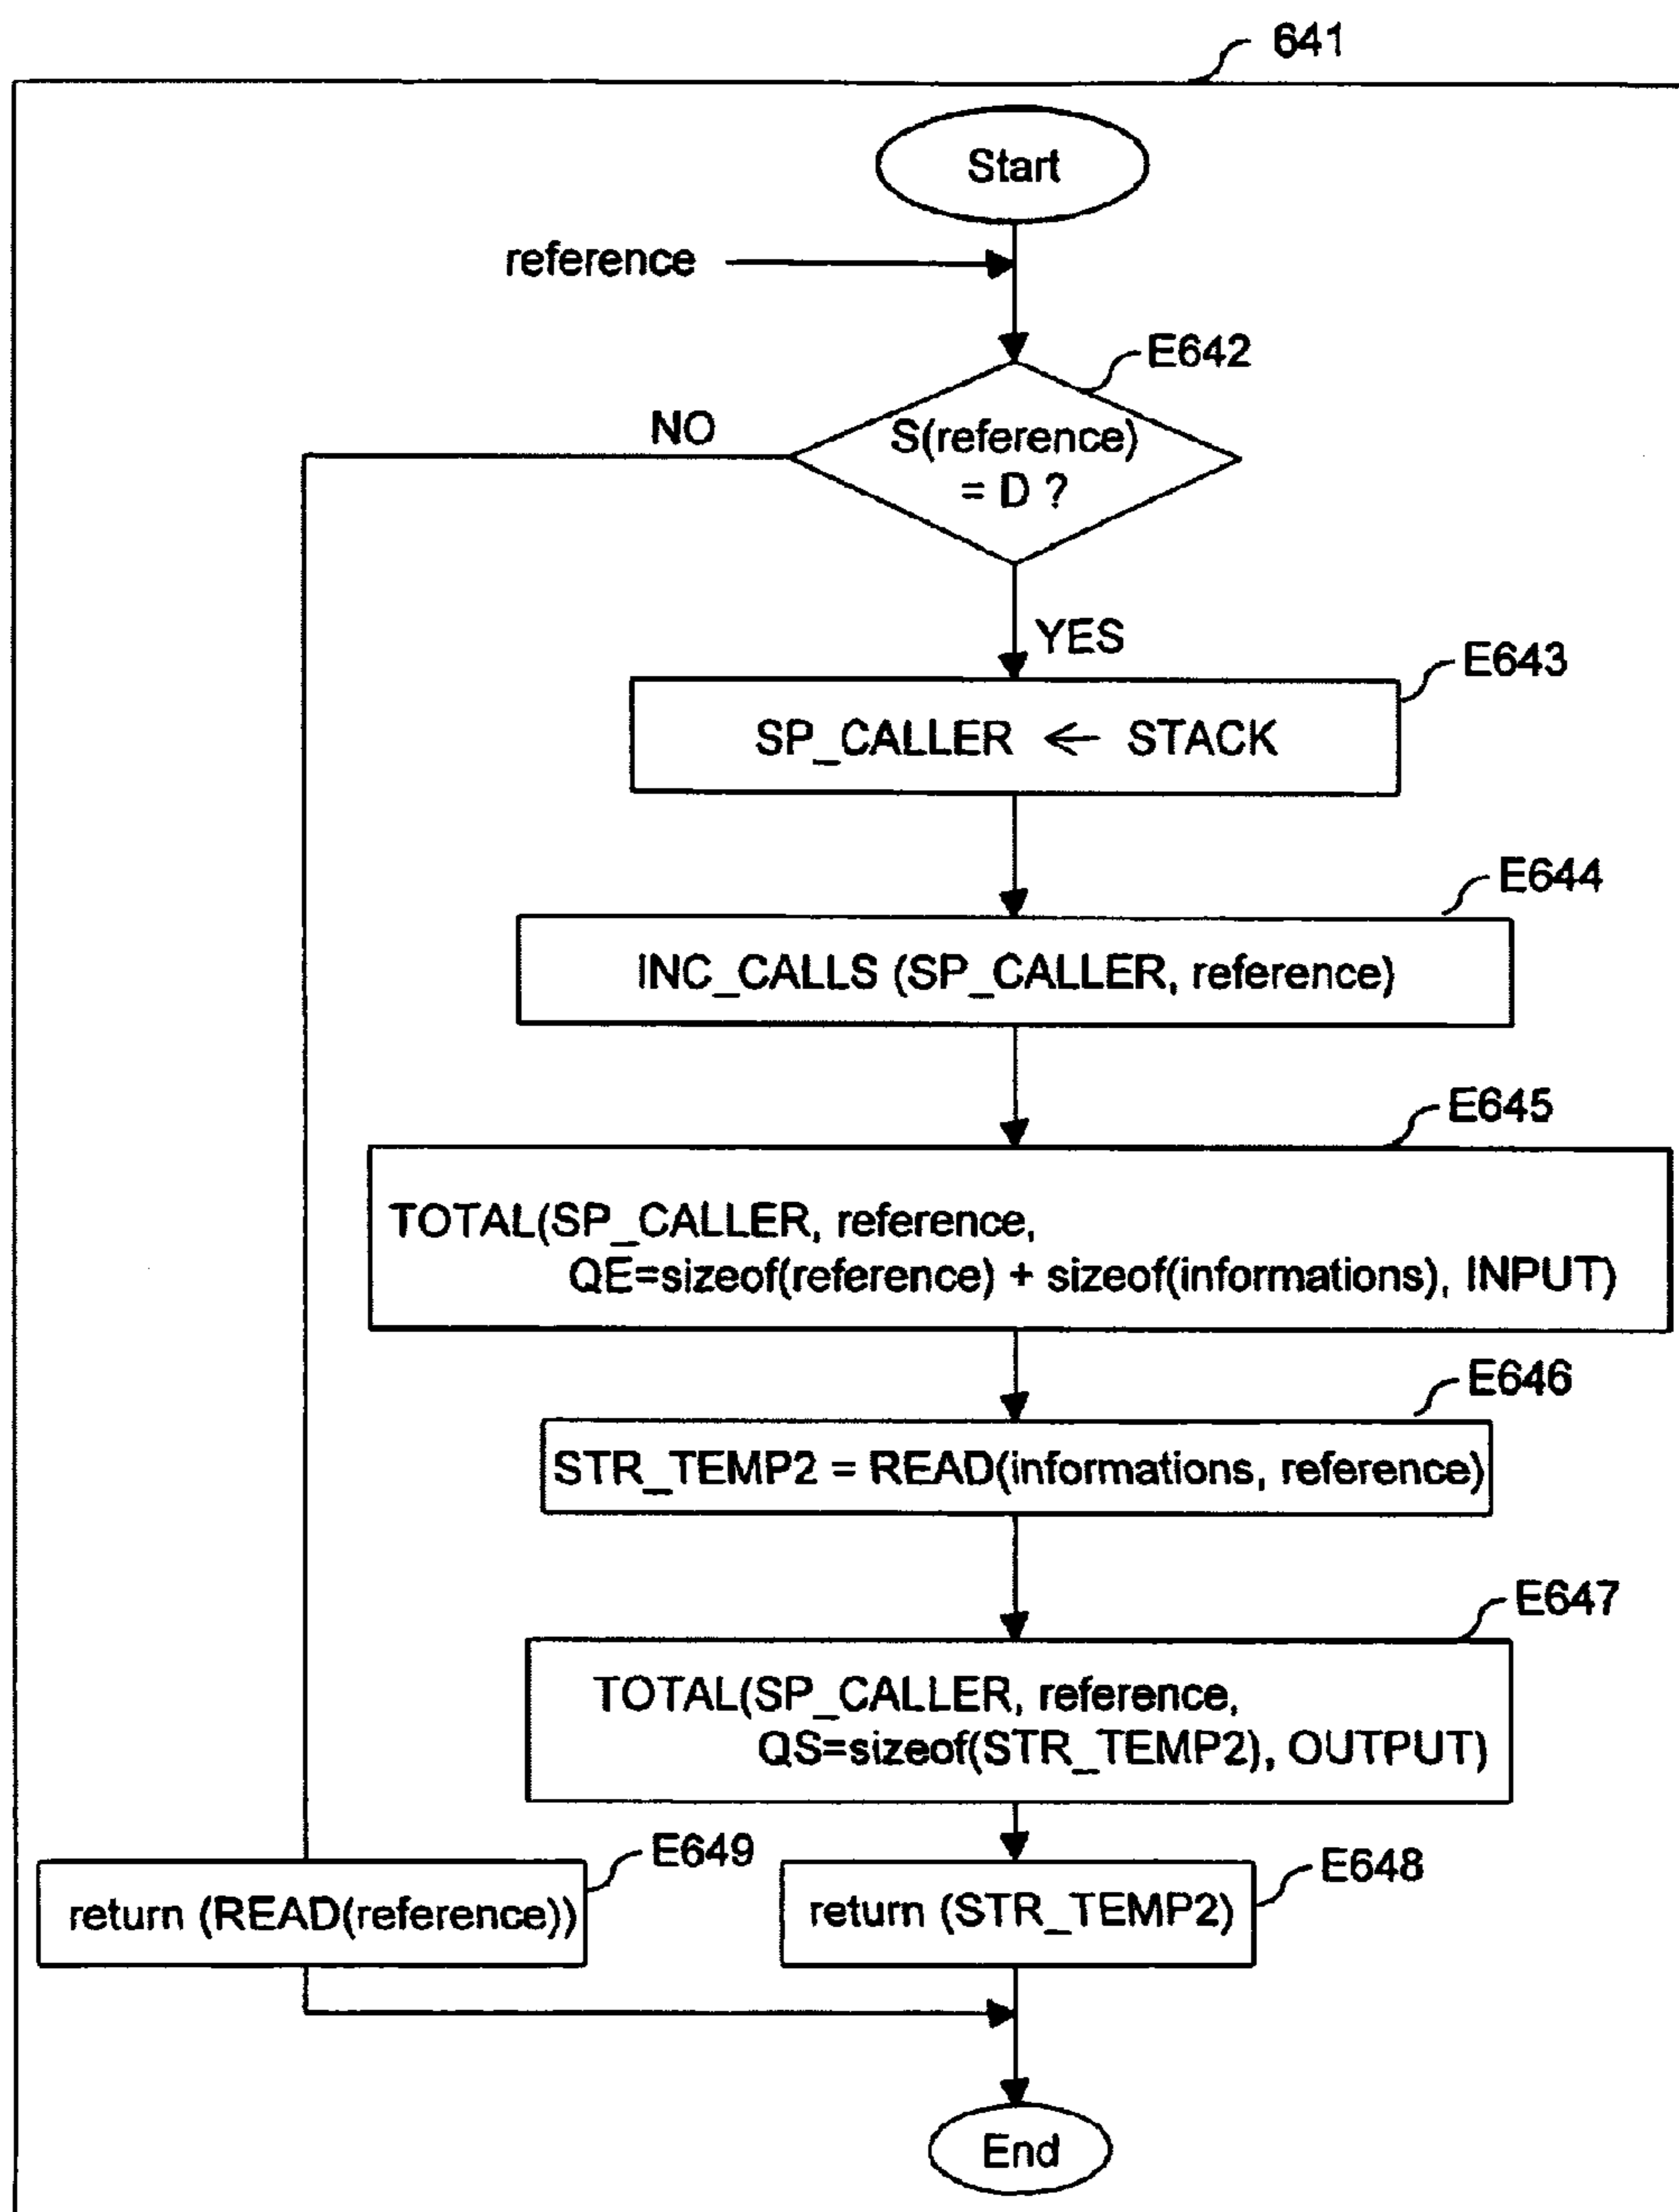 641
Start
reference
E642
NO
S(reference)
= D ?
YES
E643
SP_CALLER ← STACK
E644
INC_CALLS (SP_CALLER, reference)
E645
TOTAL(SP_CALLER, reference,
QE=sizeof(reference) + sizeof(informations), INPUT)
E646
STR_TEMP2 = READ(informations, reference)
E647
TOTAL(SP_CALLER, reference,
QS=sizeof(STR_TEMP2), OUTPUT)
E649
return (READ(reference))
E648
return (STR_TEMP2)
End